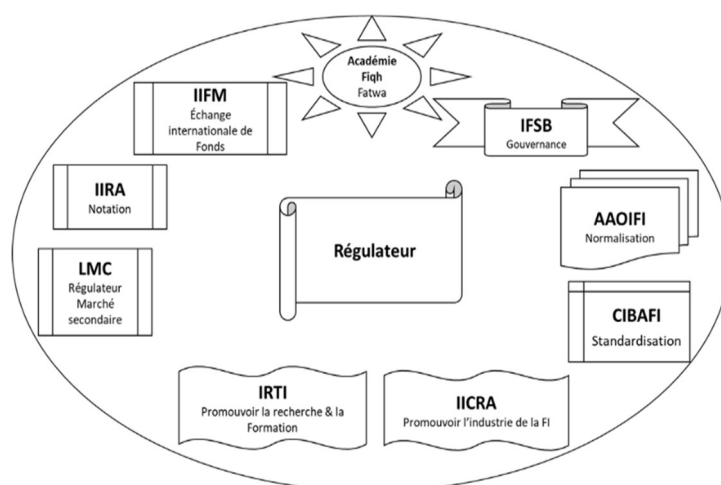 Académie
Fiqh
Fatwa
IIFM
Échange
internationale de
Fonds
IFSB
Gouvernance
IIRA
Notation
AAOIFI
Normalisation
Régulateur
LMC
Régulateur
Marché
secondaire
CIBAFI
Standardisation
IRTI
Promouvoir la recherche & la
Formation
IICRA
Promouvoir l'industrie de la FI